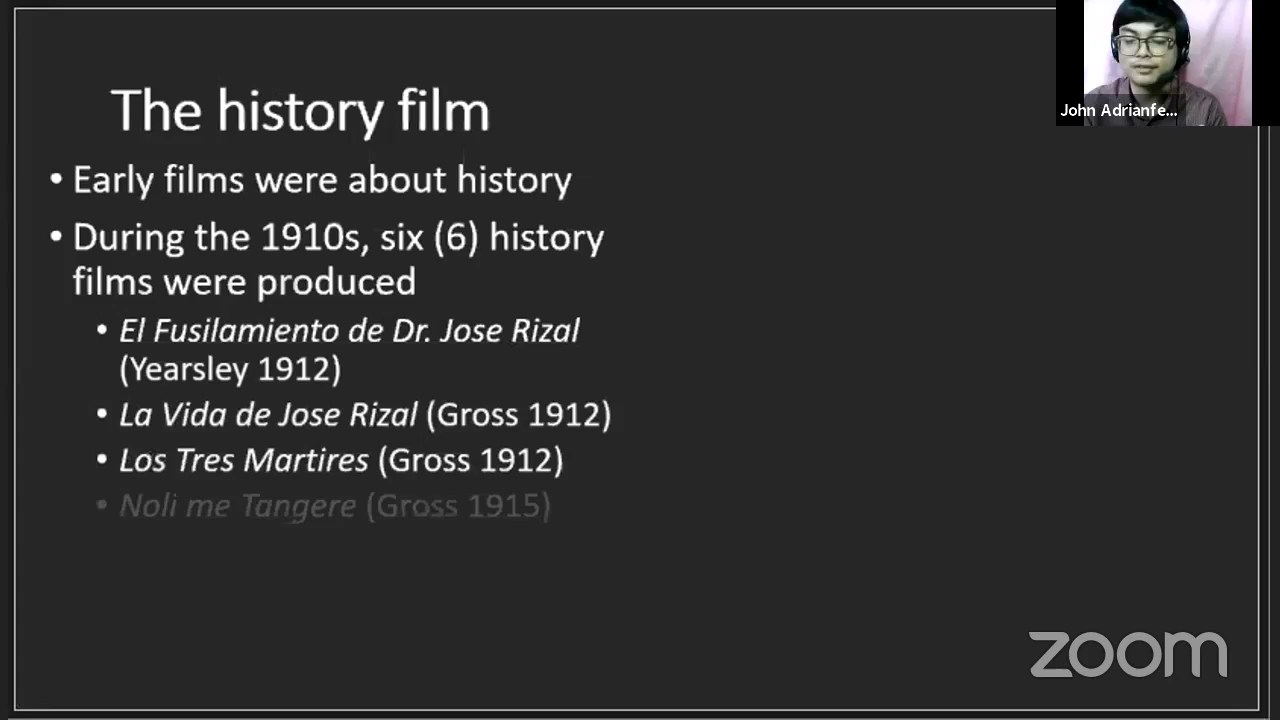 The history film
• Early films were about history
• During the 1910s, six (6) history
films were produced
• El Fusilamiento de Dr. Jose Rizal
(Yearsley 1912)
• La Vida de Jose Rizal (Gross 1912)
• Los Tres Martires (Gross 1912)
• Noli me Tangere (Gross 1915)
John Adrianfe...
zoom